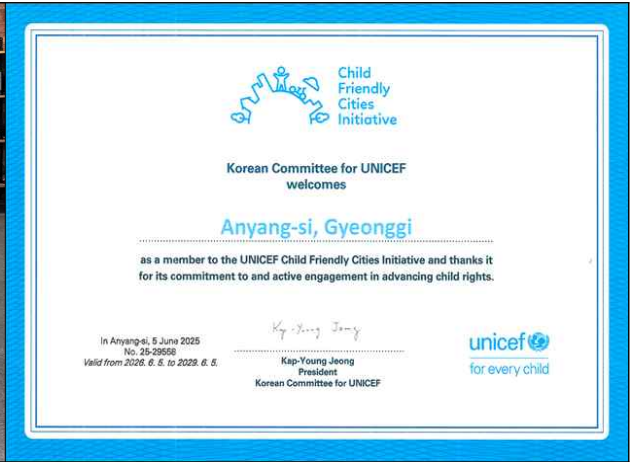 Child
Friendly
Cities
Initiative
Korean Committee for UNICEF
welcomes
Anyang-si, Gyeonggi
as a member to the UNICEF Child Friendly Cities Initiative and thanks it
for its commitment to and active engagement in advancing child rights.
Kap-Young Jeong
In Anyang-si, 5 June 2025
No. 25-29558
Valid from 2026. 6. 5. to 2029. 6. 5.
Kap-Young Jeong
President
Korean Committee for UNICEF
unicef
for every child